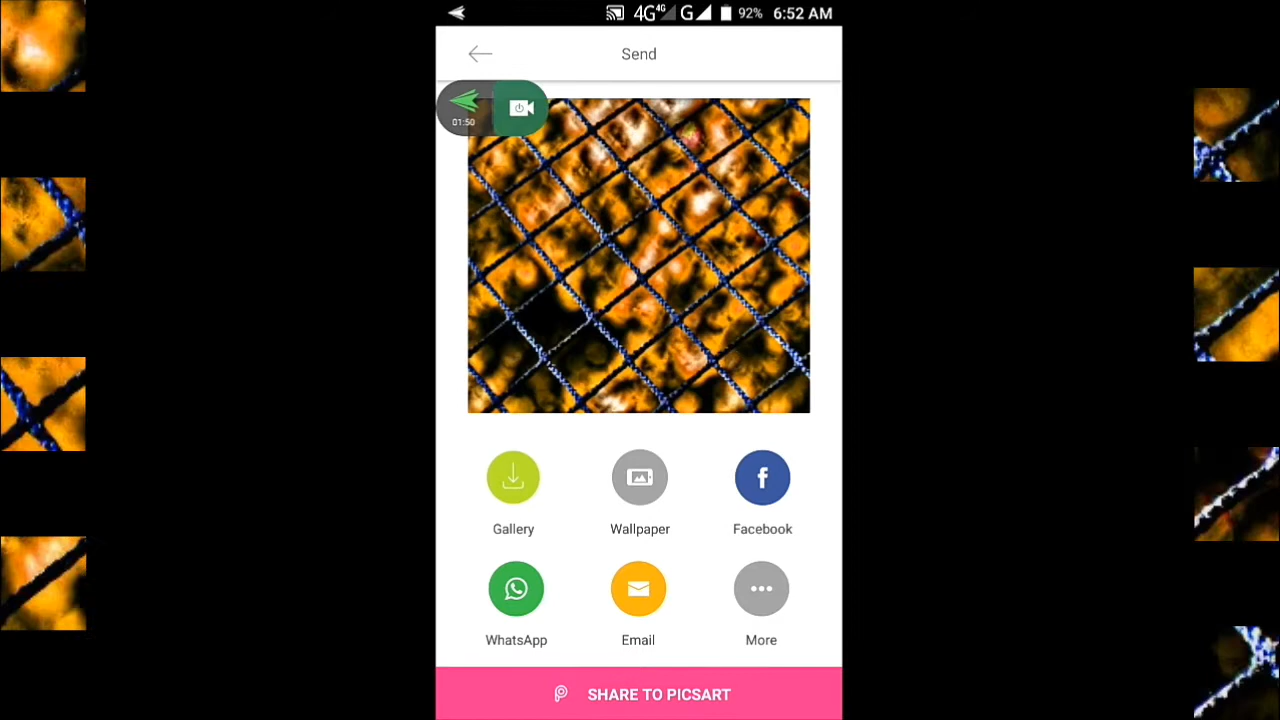 4G 4G G 92% 6:52 AM
Send
01:50
Gallery Wallpaper Facebook
WhatsApp Email More
SHARE TO PICSART